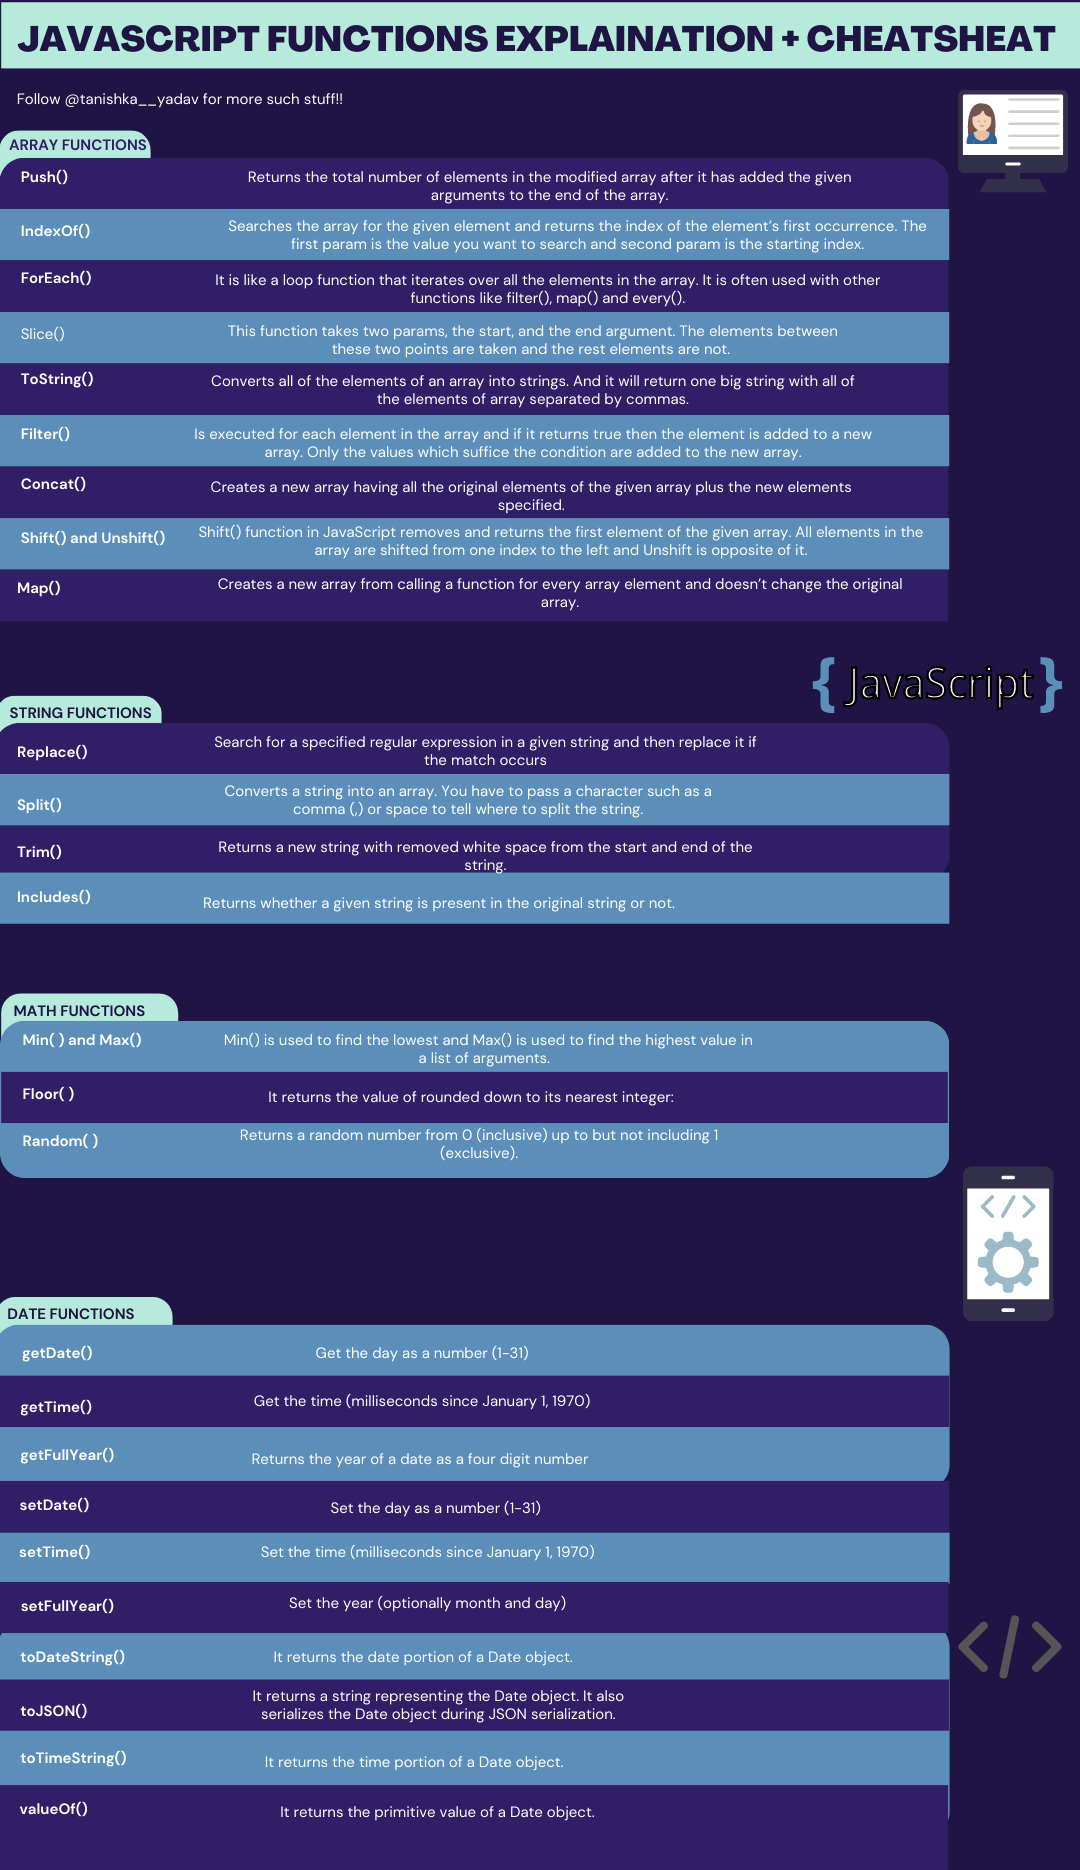 JAVASCRIPT FUNCTIONS EXPLAINATION + CHEATSHEAT
Follow @tanishka__yadav for more such stuff!!
ARRAY FUNCTIONS
Push()
Returns the total number of elements in the modified array after it has added the given
arguments to the end of the array.
IndexOf()
Searches the array for the given element and returns the index of the element's first occurrence. The
first param is the value you want to search and second param is the starting index.
ForEach()
It is like a loop function that iterates over all the elements in the array. It is often used with other
functions like filter(), map() and every().
Slice()
This function takes two params, the start, and the end argument. The elements between
these two points are taken and the rest elements are not.
ToString()
Converts all of the elements of an array into strings. And it will return one big string with all of
the elements of array separated by commas.
Filter()
Is executed for each element in the array and if it returns true then the element is added to a new
array. Only the values which suffice the condition are added to the new array.
Concat()
Creates a new array having all the original elements of the given array plus the new elements
specified.
Shift() and Unshift()
Shift() function in JavaScript removes and returns the first element of the given array. All elements in the
array are shifted from one index to the left and Unshift is opposite of it.
Map()
Creates a new array from calling a function for every array element and doesn't change the original
array.
{ JavaScript }
STRING FUNCTIONS
Replace()
Search for a specified regular expression in a given string and then replace it if
the match occurs
Split()
Converts a string into an array. You have to pass a character such as a
comma (,) or space to tell where to split the string.
Trim()
Returns a new string with removed white space from the start and end of the
string.
Includes()
Returns whether a given string is present in the original string or not.
MATH FUNCTIONS
Min( ) and Max()
Min() is used to find the lowest and Max() is used to find the highest value in
a list of arguments.
Floor( )
It returns the value of rounded down to its nearest integer:
Random( )
Returns a random number from 0 (inclusive) up to but not including 1
(exclusive).
</>
DATE FUNCTIONS
getDate()
Get the day as a number (1-31)
getTime()
Get the time (milliseconds since January 1, 1970)
getFullYear()
Returns the year of a date as a four digit number
setDate()
Set the day as a number (1-31)
setTime()
Set the time (milliseconds since January 1, 1970)
setFullYear()
Set the year (optionally month and day)
toDateString()
It returns the date portion of a Date object.
</>
toJSON()
It returns a string representing the Date object. It also
serializes the Date object during JSON serialization.
toTimeString()
It returns the time portion of a Date object.
valueOf()
It returns the primitive value of a Date object.